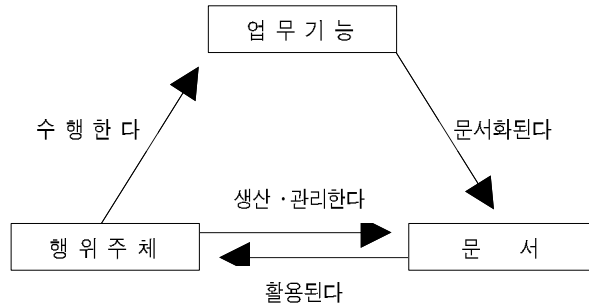 업 무 기 능
수 행 한 다
문서화된다
생산 · 관리한다
행 위 주 체
문 서
활용된다